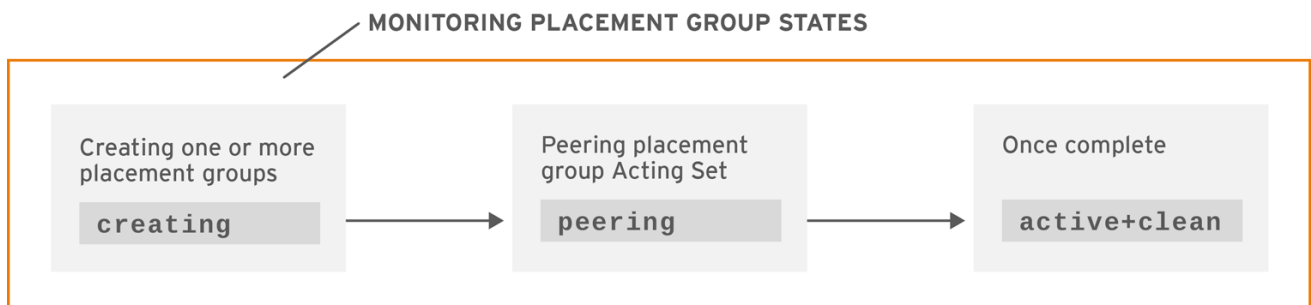 MONITORING PLACEMENT GROUP STATES
Creating one or more
placement groups
creating
Peering placement
group Acting Set
peering
Once complete
active+clean